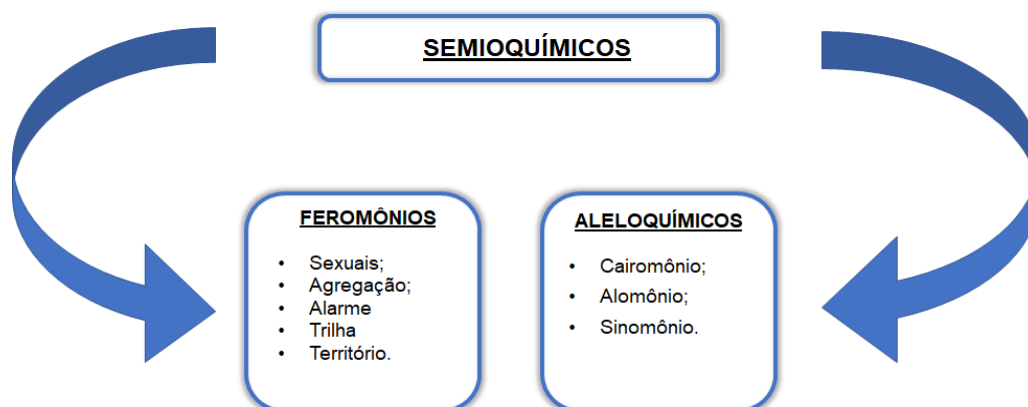 SEMIOQUÍMICOS
FEROMÔNIOS
• Sexuais;
• Agregação;
• Alarme
• Trilha
• Território.
ALELOQUÍMICOS
• Cairomônio;
• Alomônio;
• Sinomônio.